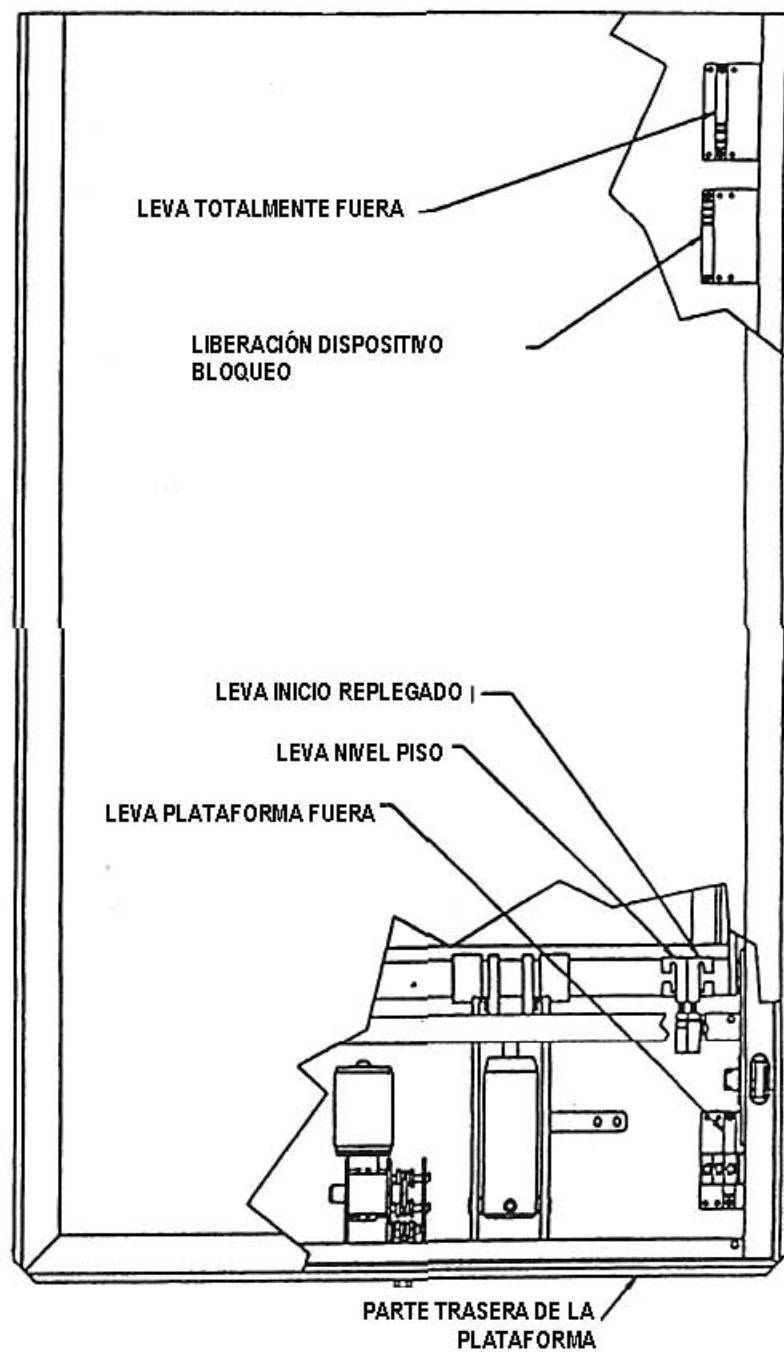 LEVA TOTALMENTE FUERA
LIBERACIÓN DISPOSITIVO
BLOQUEO
LEVA INICIO REPLEGADO
LEVA NIVEL PISO
LEVA PLATAFORMA FUERA
PARTE TRASERA DE LA
PLATAFORMA